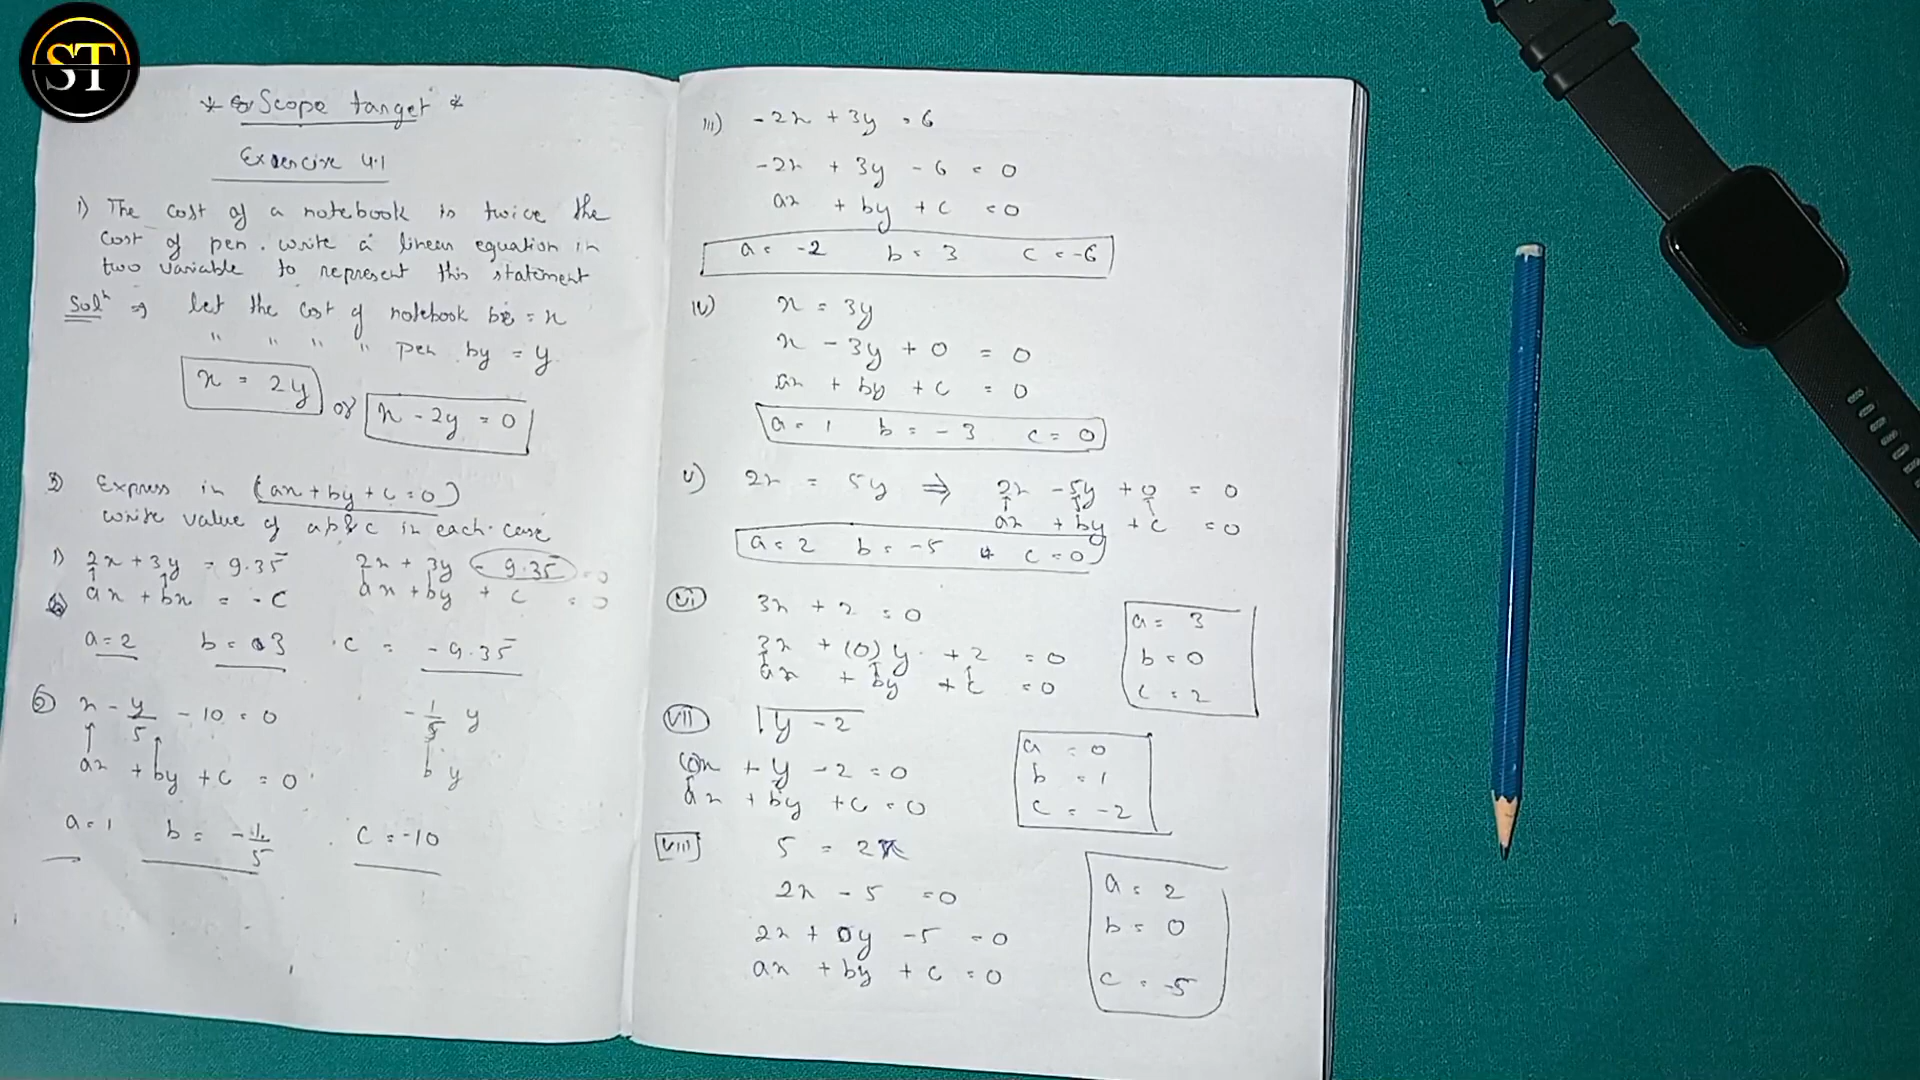 ST
* Scope tanget *
Exencise 4.1
1) The cost of a notebook is twice the
cost of pen. write a linear equation in
two variable to represent this statement
Solⁿ ⇒ let the cost of notebook be = x
" " " " pen by = y
x = 2y or x - 2y = 0
2) Express in (ax+by+c=0)
write value of a,b&c in each case
1) 2x+3y = 9.35̅ 2x + 3y - 9.35̅ = 0
ax + bx = -c ax + by + c = 0
a=2 b=3 c = -9.35̅
② x - y/5 - 10 = 0 -1/5 y
ax + by + c = 0 b y
a=1 b = -1/5 c = -10
iii) -2x + 3y = 6
-2x + 3y - 6 = 0
ax + by + c = 0
a = -2 b = 3 c = -6
iv) x = 3y
x - 3y + 0 = 0
ax + by + c = 0
a = 1 b = -3 c = 0
v) 2x = 5y ⇒ 2x - 5y + 0 = 0
ax + by + c = 0
a = 2 b = -5 & c = 0
vi 3x + 2 = 0
3x + (0)y + 2 = 0
ax + by + c = 0
a = 3
b = 0
c = 2
vii y - 2
(0)x + y - 2 = 0
ax + by + c = 0
a = 0
b = 1
c = -2
viii 5 = 2x
2x - 5 = 0
2x + 0y - 5 = 0
ax + by + c = 0
a = 2
b = 0
c = -5